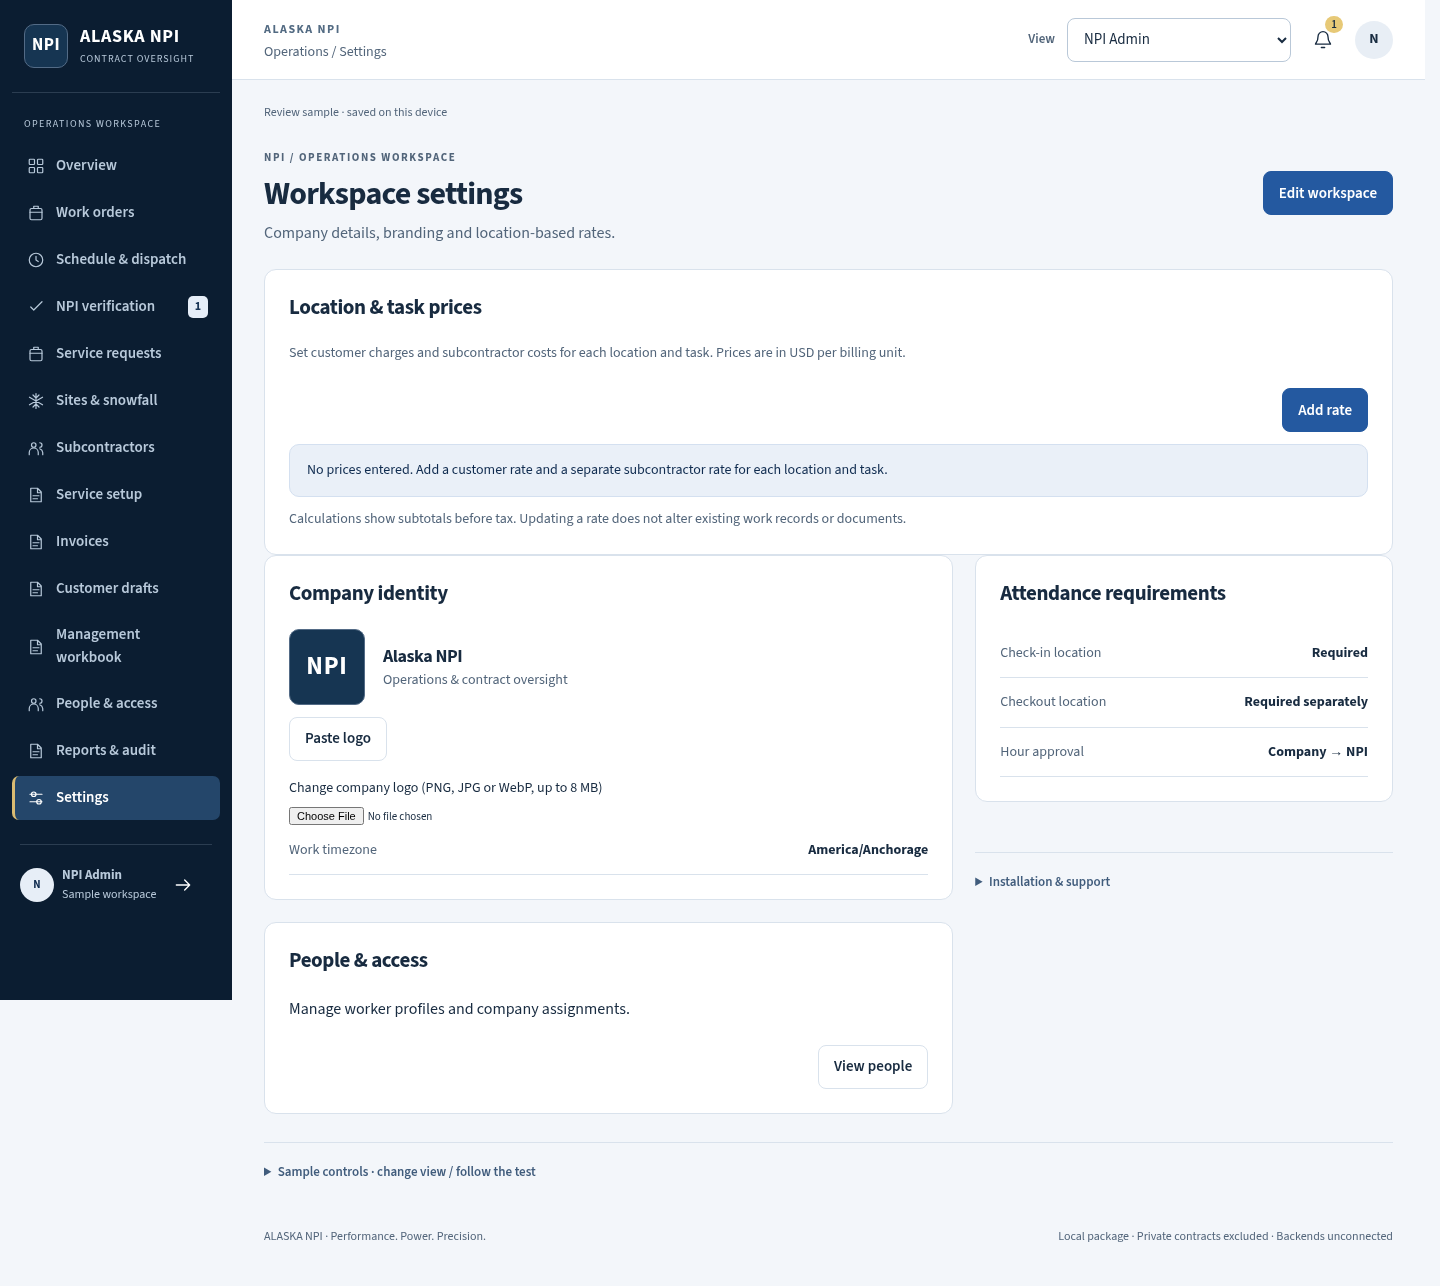 NPI
ALASKA NPI
CONTRACT OVERSIGHT
OPERATIONS WORKSPACE
Overview
Work orders
Schedule & dispatch
NPI verification 1
Service requests
Sites & snowfall
Subcontractors
Service setup
Invoices
Customer drafts
Management
workbook
People & access
Reports & audit
Settings
N
NPI Admin
Sample workspace
ALASKA NPI
Operations / Settings
View
NPI Admin
1
N
Review sample · saved on this device
NPI / OPERATIONS WORKSPACE
Workspace settings
Edit workspace
Company details, branding and location-based rates.
Location & task prices
Set customer charges and subcontractor costs for each location and task. Prices are in USD per billing unit.
Add rate
No prices entered. Add a customer rate and a separate subcontractor rate for each location and task.
Calculations show subtotals before tax. Updating a rate does not alter existing work records or documents.
Company identity
NPI
Alaska NPI
Operations & contract oversight
Paste logo
Change company logo (PNG, JPG or WebP, up to 8 MB)
Choose File No file chosen
Work timezone America/Anchorage
Attendance requirements
Check-in location Required
Checkout location Required separately
Hour approval Company → NPI
Installation & support
People & access
Manage worker profiles and company assignments.
View people
Sample controls · change view / follow the test
ALASKA NPI · Performance. Power. Precision.
Local package · Private contracts excluded · Backends unconnected